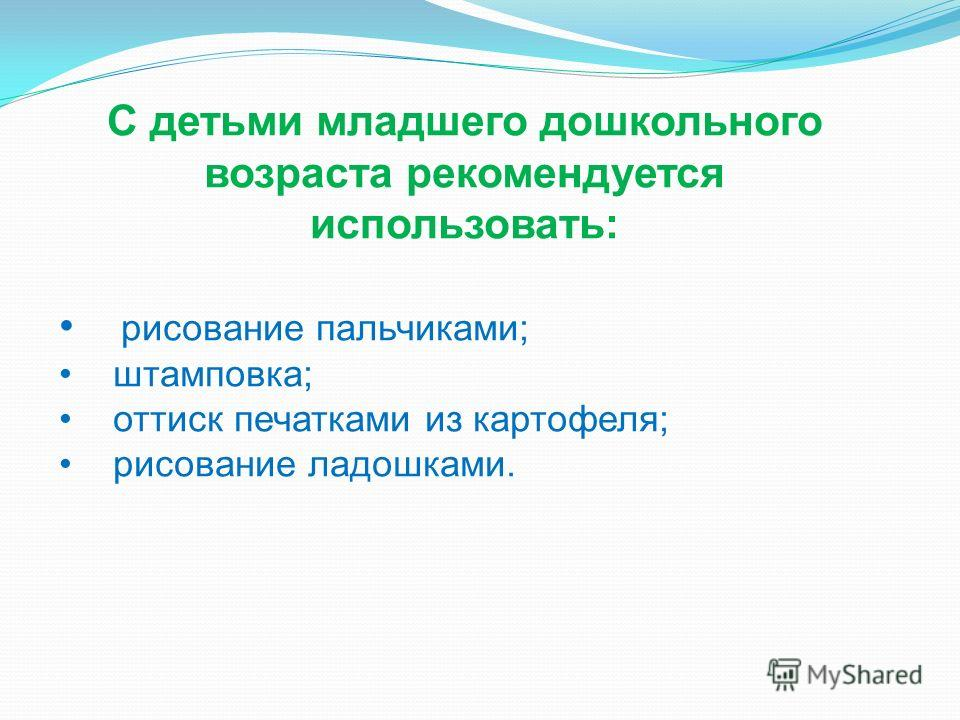 С детьми младшего дошкольного
возраста рекомендуется
использовать:
• рисование пальчиками;
• штамповка;
• оттиск печатками из картофеля;
• рисование ладошками.
MyShared